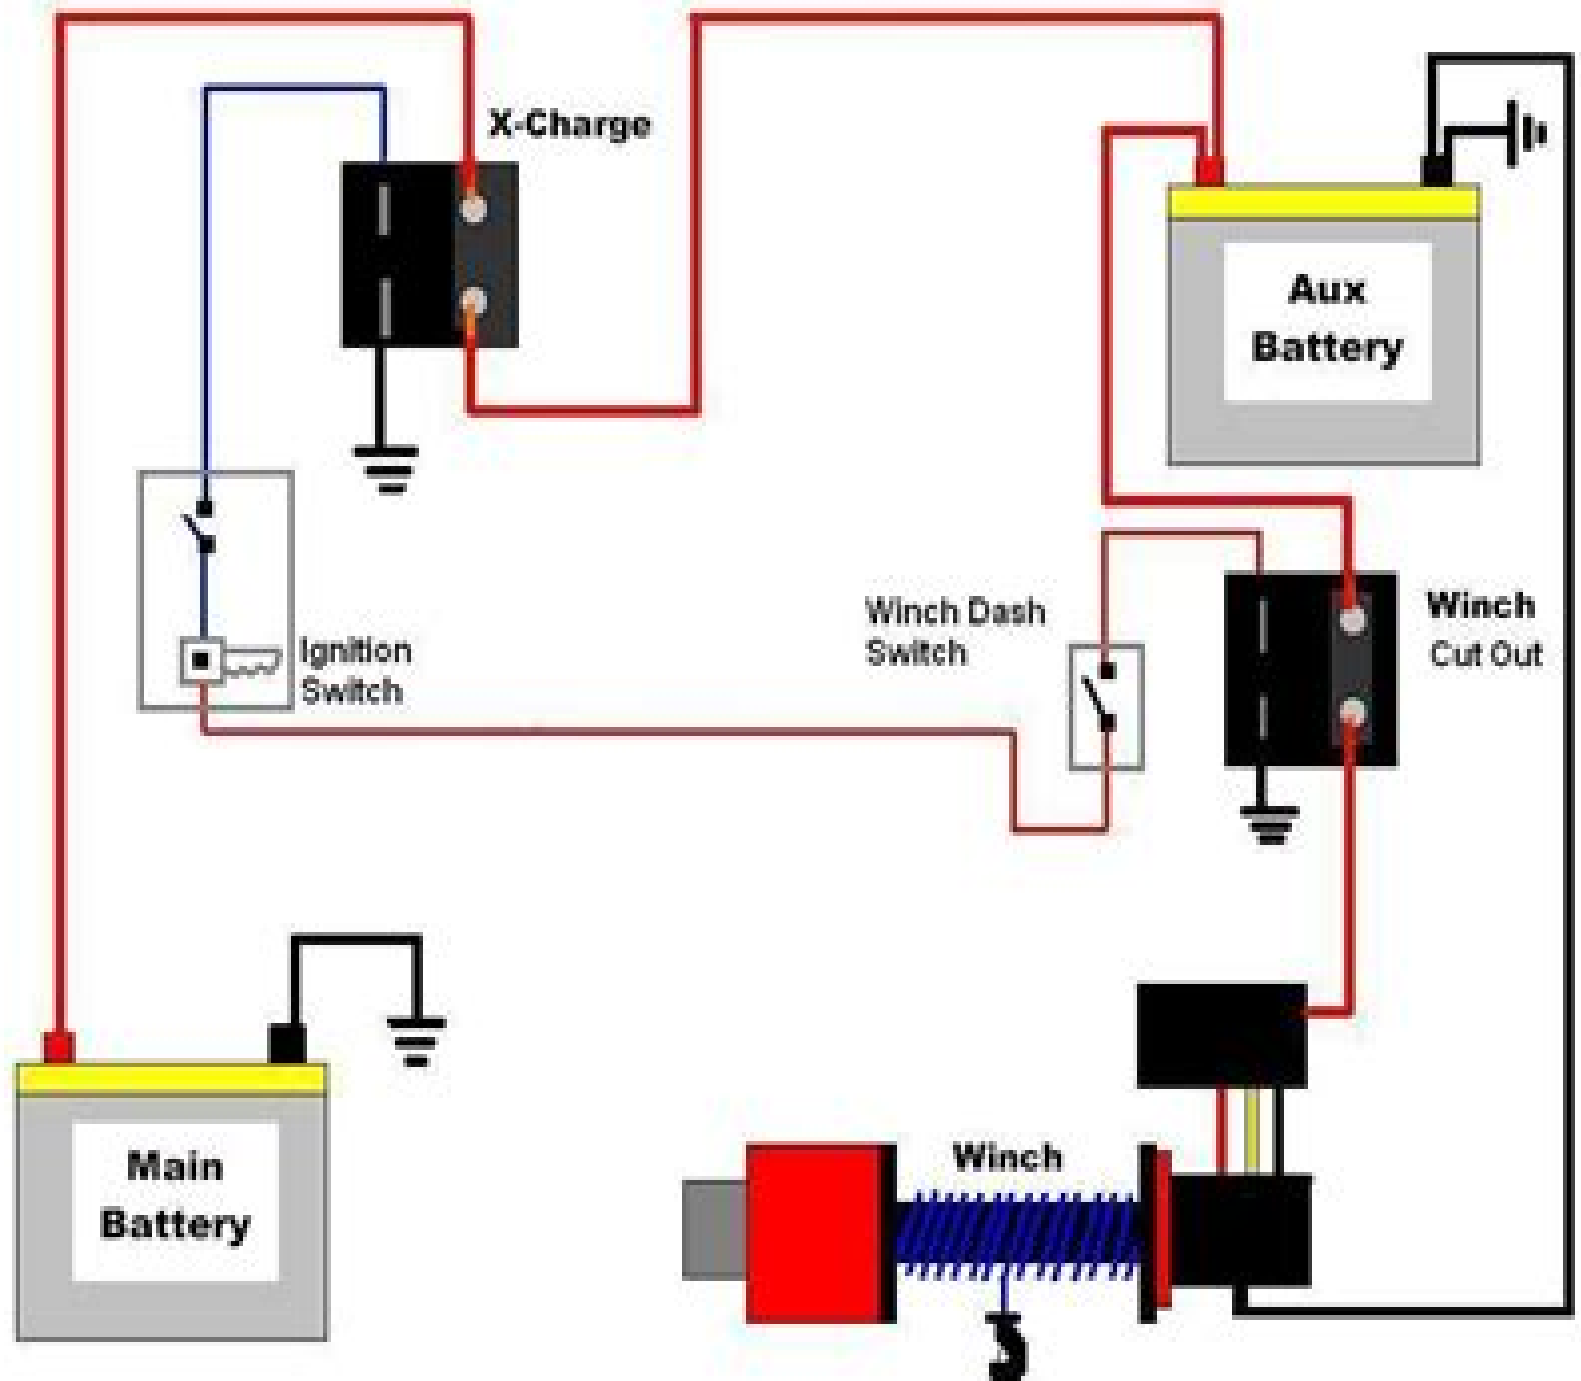 X-Charge
Aux
Battery
Winch Dash
Switch
Winch
Cut Out
Ignition
Switch
Main
Battery
Winch